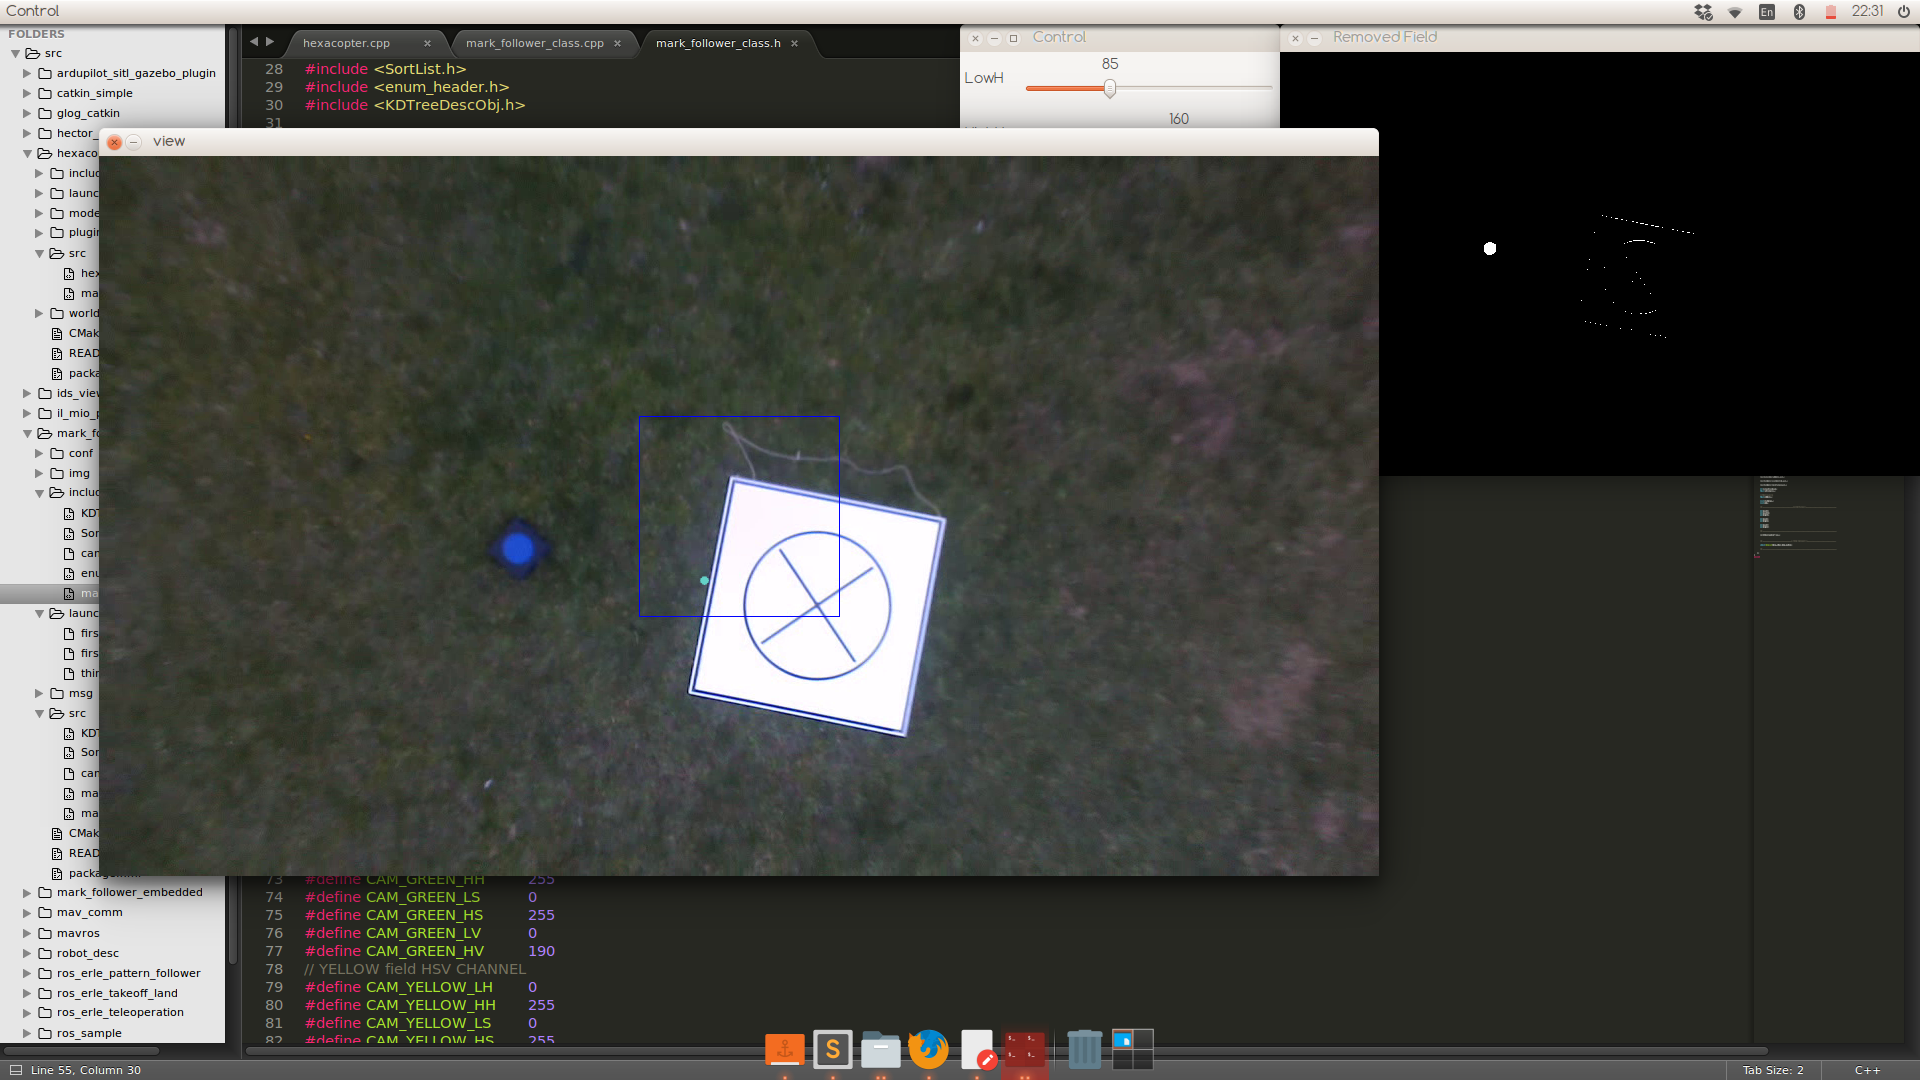 Control
En
22:31
FOLDERS
src
ardupilot_sitl_gazebo_plugin
catkin_simple
glog_catkin
hector_
hexaco
inclu
laun
mode
plugi
src
hex
ma
world
CMak
READ
packa
ids_vie
il_mio_
mark_fo
conf
img
inclu
KDT
Sor
car
enu
ma
laun
firs
firs
thir
msg
src
KDT
Sor
car
ma
ma
CMak
READ
packa
mark_follower_embedded
mav_comm
mavros
robot_desc
ros_erle_pattern_follower
ros_erle_takeoff_land
ros_erle_teleoperation
ros_sample
hexacopter.cpp
mark_follower_class.cpp
mark_follower_class.h
28 #include <SortList.h>
29 #include <enum_header.h>
30 #include <KDTreeDescObj.h>
31
Control
LowH
85
160
Removed Field
view
73 #define CAM_GREEN_HH 255
74 #define CAM_GREEN_LS 0
75 #define CAM_GREEN_HS 255
76 #define CAM_GREEN_LV 0
77 #define CAM_GREEN_HV 190
78 // YELLOW field HSV CHANNEL
79 #define CAM_YELLOW_LH 0
80 #define CAM_YELLOW_HH 255
81 #define CAM_YELLOW_LS 0
82 #define CAM_YELLOW_HS 255
S
Line 55, Column 30
Tab Size: 2
C++